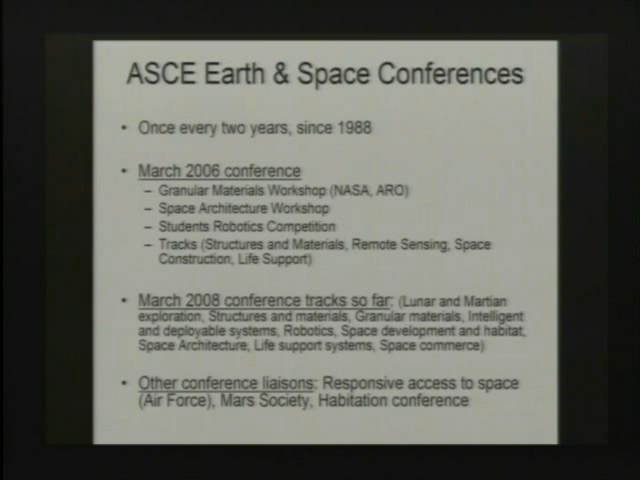 ASCE Earth & Space Conferences
• Once every two years, since 1988
• March 2006 conference
– Granular Materials Workshop (NASA, ARO)
– Space Architecture Workshop
– Students Robotics Competition
– Tracks (Structures and Materials, Remote Sensing, Space
Construction, Life Support)
• March 2008 conference tracks so far: (Lunar and Martian
exploration, Structures and materials, Granular materials, Intelligent
and deployable systems, Robotics, Space development and habitat,
Space Architecture, Life support systems, Space commerce)
• Other conference liaisons: Responsive access to space
(Air Force), Mars Society, Habitation conference